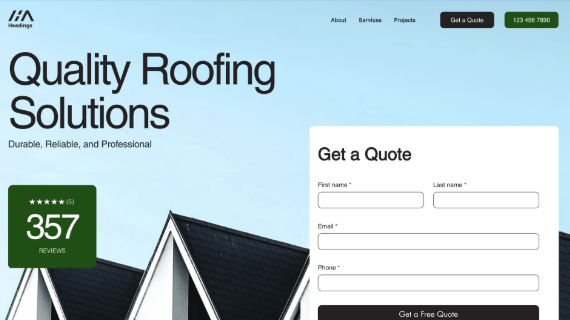 Headings
About
Services
Projects
Get a Quote
123 456 7890
Quality Roofing
Solutions
Durable, Reliable, and Professional
★★★★★(5)
357
REVIEWS
Get a Quote
First name *
Last name *
Email *
Phone *
Get a Free Quote